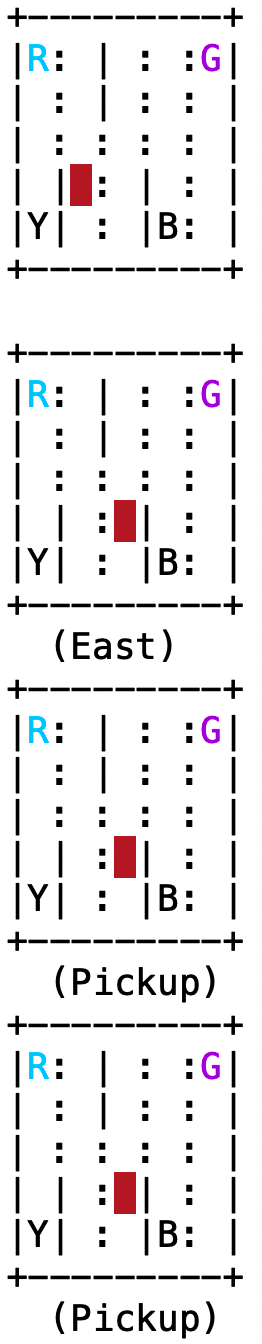 +---------+
|R: | : :G|
| : | : : |
| : : : : |
| | : | : |
|Y| : |B: |
+---------+

+---------+
|R: | : :G|
| : | : : |
| : : : : |
| | : | : |
|Y| : |B: |
+---------+
  (East)
+---------+
|R: | : :G|
| : | : : |
| : : : : |
| | : | : |
|Y| : |B: |
+---------+
  (Pickup)
+---------+
|R: | : :G|
| : | : : |
| : : : : |
| | : | : |
|Y| : |B: |
+---------+
  (Pickup)